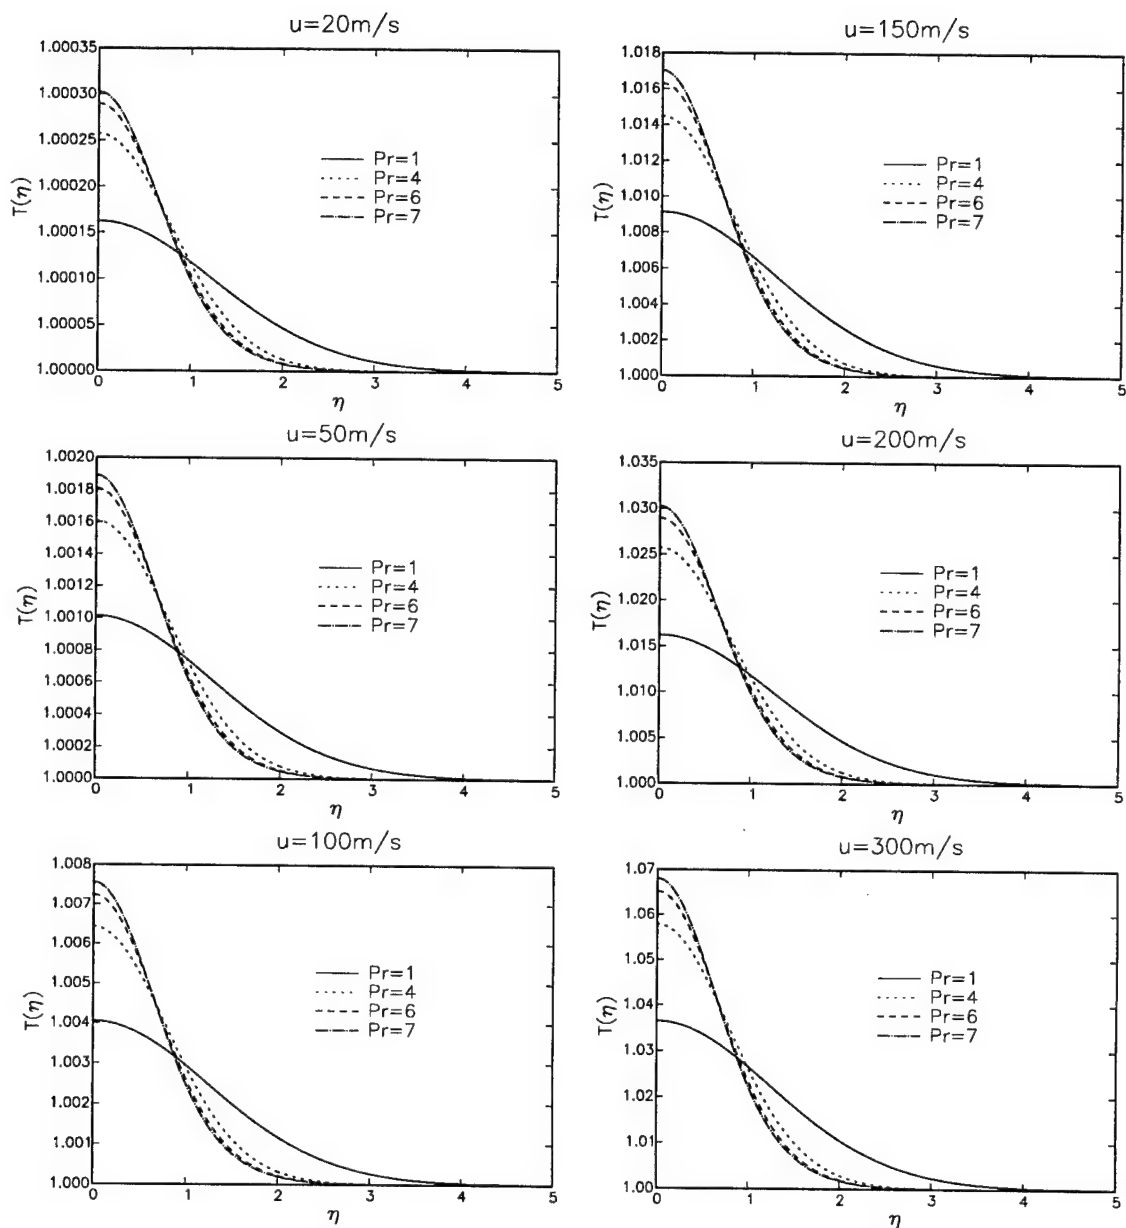 u=20m/s
1.00035
1.00030
1.00025
1.00020
1.00015
1.00010
1.00005
1.00000
T(η)
Pr=1
Pr=4
Pr=6
Pr=7
0 1 2 3 4 5
η
u=150m/s
1.018
1.016
1.014
1.012
1.010
1.008
1.006
1.004
1.002
1.000
T(η)
Pr=1
Pr=4
Pr=6
Pr=7
0 1 2 3 4 5
η
u=50m/s
1.0020
1.0018
1.0016
1.0014
1.0012
1.0010
1.0008
1.0006
1.0004
1.0002
1.0000
T(η)
Pr=1
Pr=4
Pr=6
Pr=7
0 1 2 3 4 5
η
u=200m/s
1.035
1.030
1.025
1.020
1.015
1.010
1.005
1.000
T(η)
Pr=1
Pr=4
Pr=6
Pr=7
0 1 2 3 4 5
η
u=100m/s
1.008
1.007
1.006
1.005
1.004
1.003
1.002
1.001
1.000
T(η)
Pr=1
Pr=4
Pr=6
Pr=7
0 1 2 3 4 5
η
u=300m/s
1.07
1.06
1.05
1.04
1.03
1.02
1.01
1.00
T(η)
Pr=1
Pr=4
Pr=6
Pr=7
0 1 2 3 4 5
η